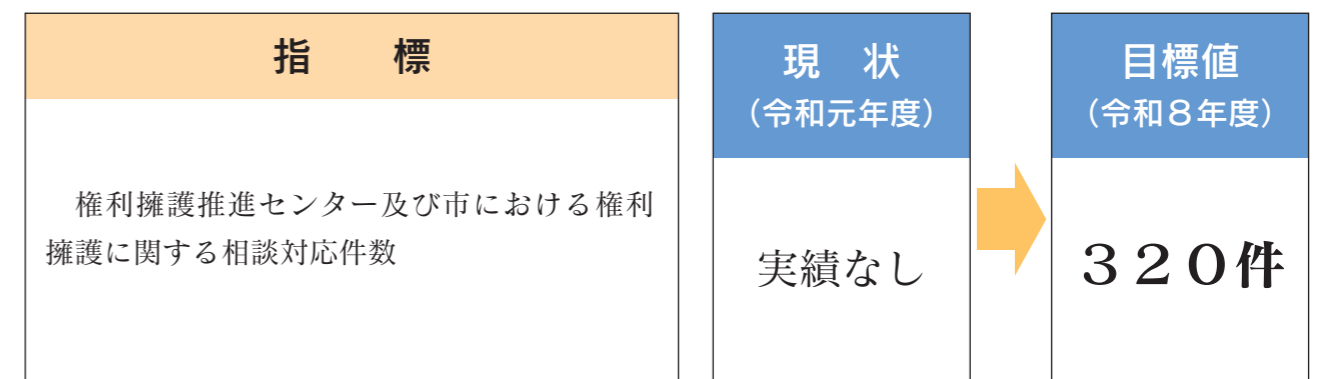 指　標
権利擁護推進センター及び市における権利
擁護に関する相談対応件数
現　状
（令和元年度）
実績なし
目標値
（令和８年度）
３２０件